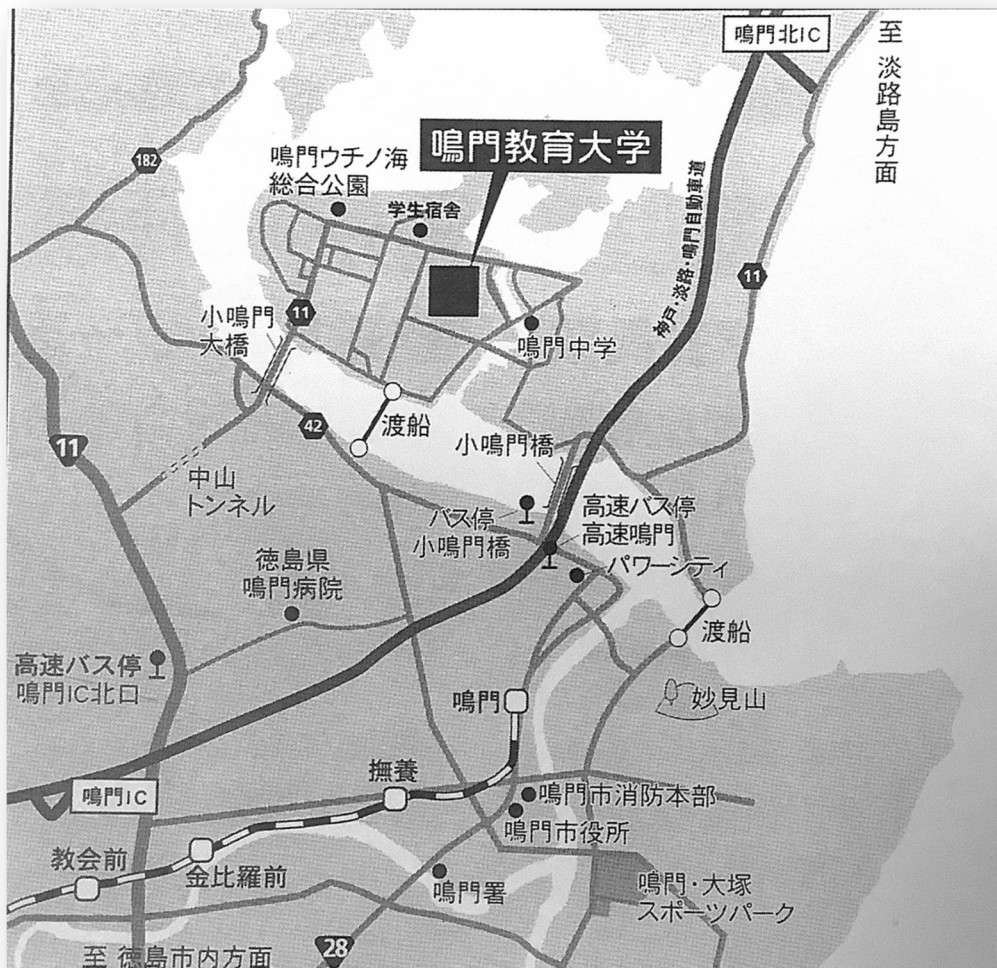 鳴門北IC
至 淡路島方面
鳴門教育大学
182
鳴門ウチノ海
総合公園
学生宿舎
神戸・淡路・鳴門自動車道
11
11
小鳴門
大橋
鳴門中学
42
渡船
11
小鳴門橋
中山
トンネル
バス停
小鳴門橋
高速バス停
高速鳴門
パワーシティ
徳島県
鳴門病院
渡船
高速バス停
鳴門IC北口
鳴門
妙見山
撫養
鳴門IC
鳴門市消防本部
鳴門市役所
教会前
金比羅前
鳴門署
鳴門・大塚
スポーツパーク
28
至 徳島市内方面